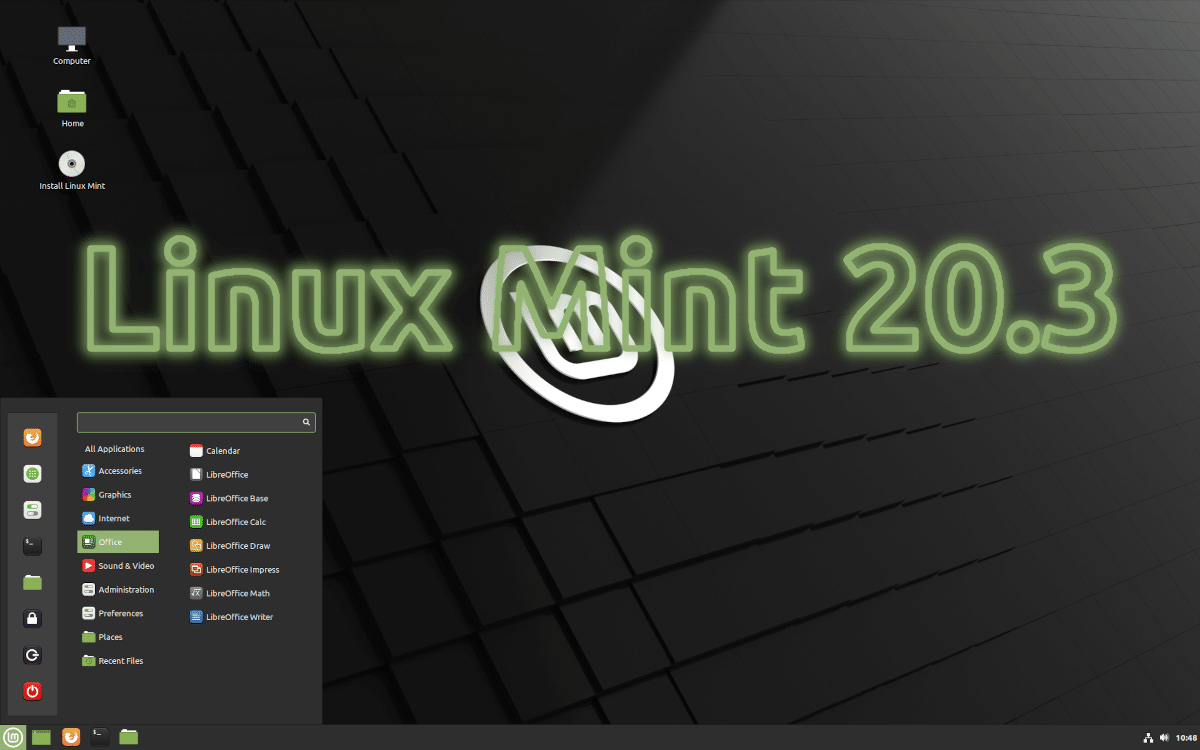 Computer
Home
Install Linux Mint
Linux Mint 20.3
All Applications
Accessories
Graphics
Internet
Office
Sound & Video
Administration
Preferences
Places
Recent Files
Calendar
LibreOffice
LibreOffice Base
LibreOffice Calc
LibreOffice Draw
LibreOffice Impress
LibreOffice Math
LibreOffice Writer
10:48